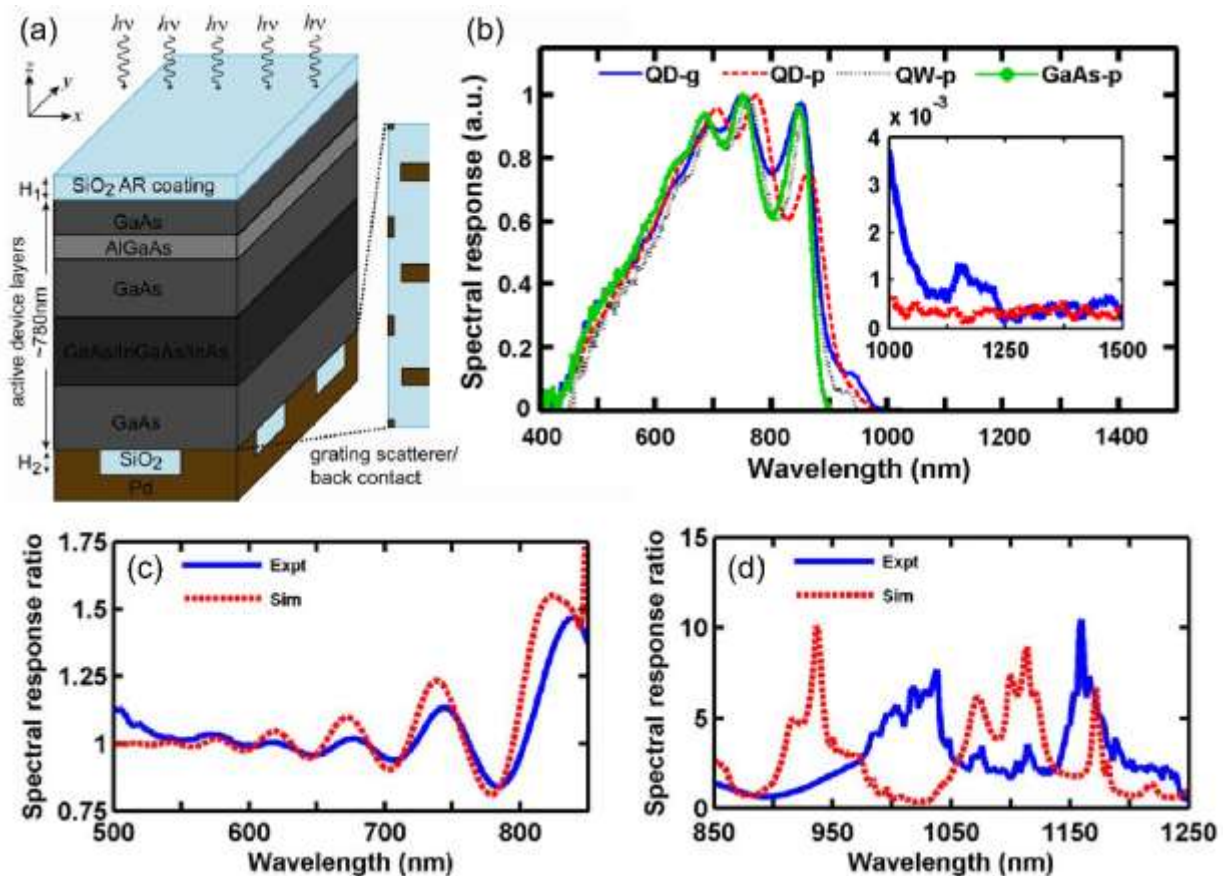 (a)
hν hν hν hν hν
z
y
x
H1
SiO2 AR coating
GaAs
AlGaAs
GaAs
GaAs/InGaAs/InAs
GaAs
active device layers
~780nm
H2
SiO2
Pd
grating scatterer/
back contact
(b)
QD-g QD-p QW-p GaAs-p
Spectral response (a.u.)
1
0.8
0.6
0.4
0.2
0
400 600 800 1000 1200 1400
Wavelength (nm)
x 10-3
4
3
2
1
0
1000 1250 1500
(c)
Expt
Sim
Spectral response ratio
1.75
1.5
1.25
1
0.75
500 600 700 800
Wavelength (nm)
(d)
Expt
Sim
Spectral response ratio
15
10
5
0
850 950 1050 1150 1250
Wavelength (nm)